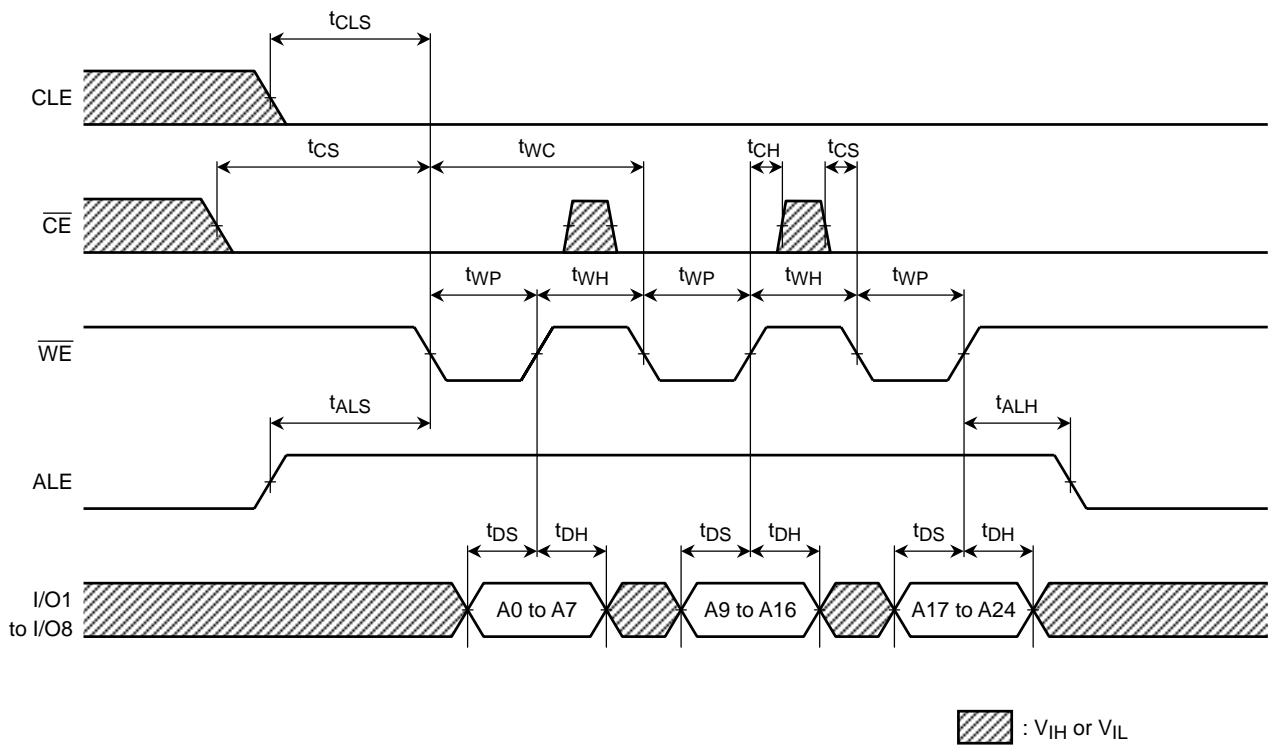 tCLS
CLE
tCS tWC tCH tCS
CE
tWP tWH tWP tWH tWP
WE
tALS tALH
ALE
tDS tDH tDS tDH tDS tDH
I/O1
to I/O8
A0 to A7 A9 to A16 A17 to A24
: VIH or VIL